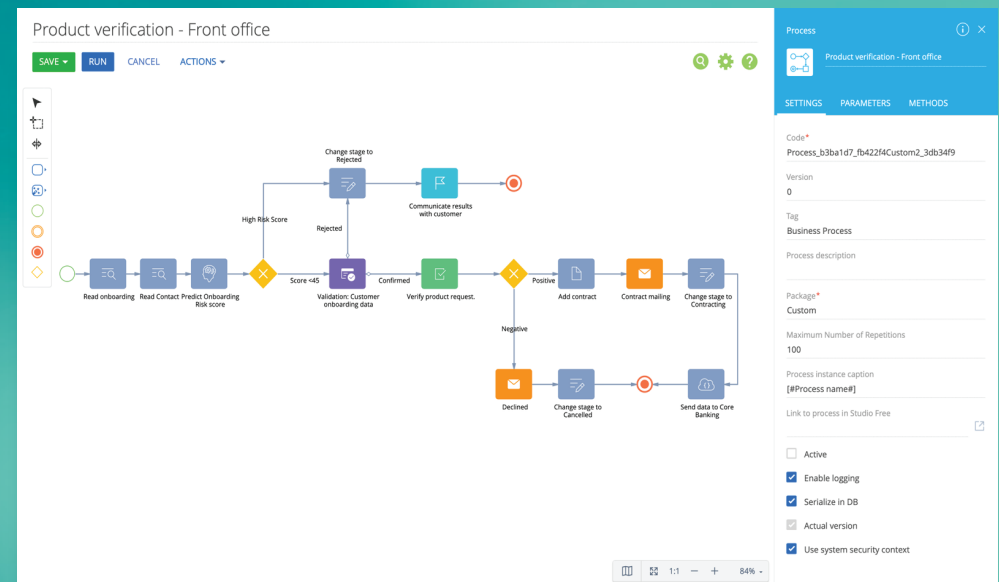 Product verification - Front office
SAVE
RUN
CANCEL
ACTIONS
Change stage to
Rejected
Communicate results
with customer
High Risk Score
Rejected
Read onboarding
Read Contact
Predict Onboarding
Risk score
Score <45
Validation: Customer
onboarding data
Confirmed
Verify product request.
Positive
Add contract
Contract mailing
Change stage to
Contracting
Negative
Declined
Change stage to
Cancelled
Send data to Core
Banking
1:1
84%
Process
Product verification - Front office
SETTINGS
PARAMETERS
METHODS
Code*
Process_b3ba1d7_fb422f4Custom2_3db34f9
Version
0
Tag
Business Process
Process description
Package*
Custom
Maximum Number of Repetitions
100
Process instance caption
[#Process name#]
Link to process in Studio Free
Active
Enable logging
Serialize in DB
Actual version
Use system security context